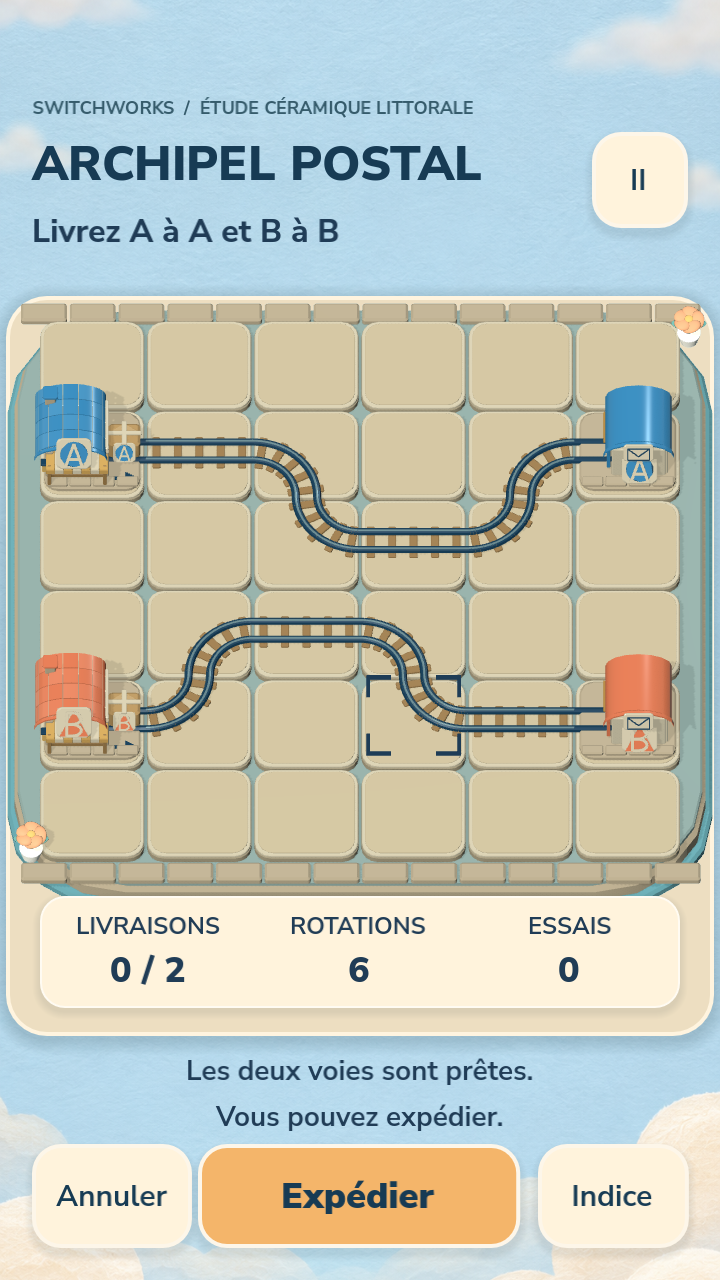 SWITCHWORKS / ÉTUDE CÉRAMIQUE LITTORALE
ARCHIPEL POSTAL
Livrez A à A et B à B
A A A
B B B
LIVRAISONS ROTATIONS ESSAIS
0 / 2 6 0
Les deux voies sont prêtes.
Vous pouvez expédier.
Annuler Expédier Indice